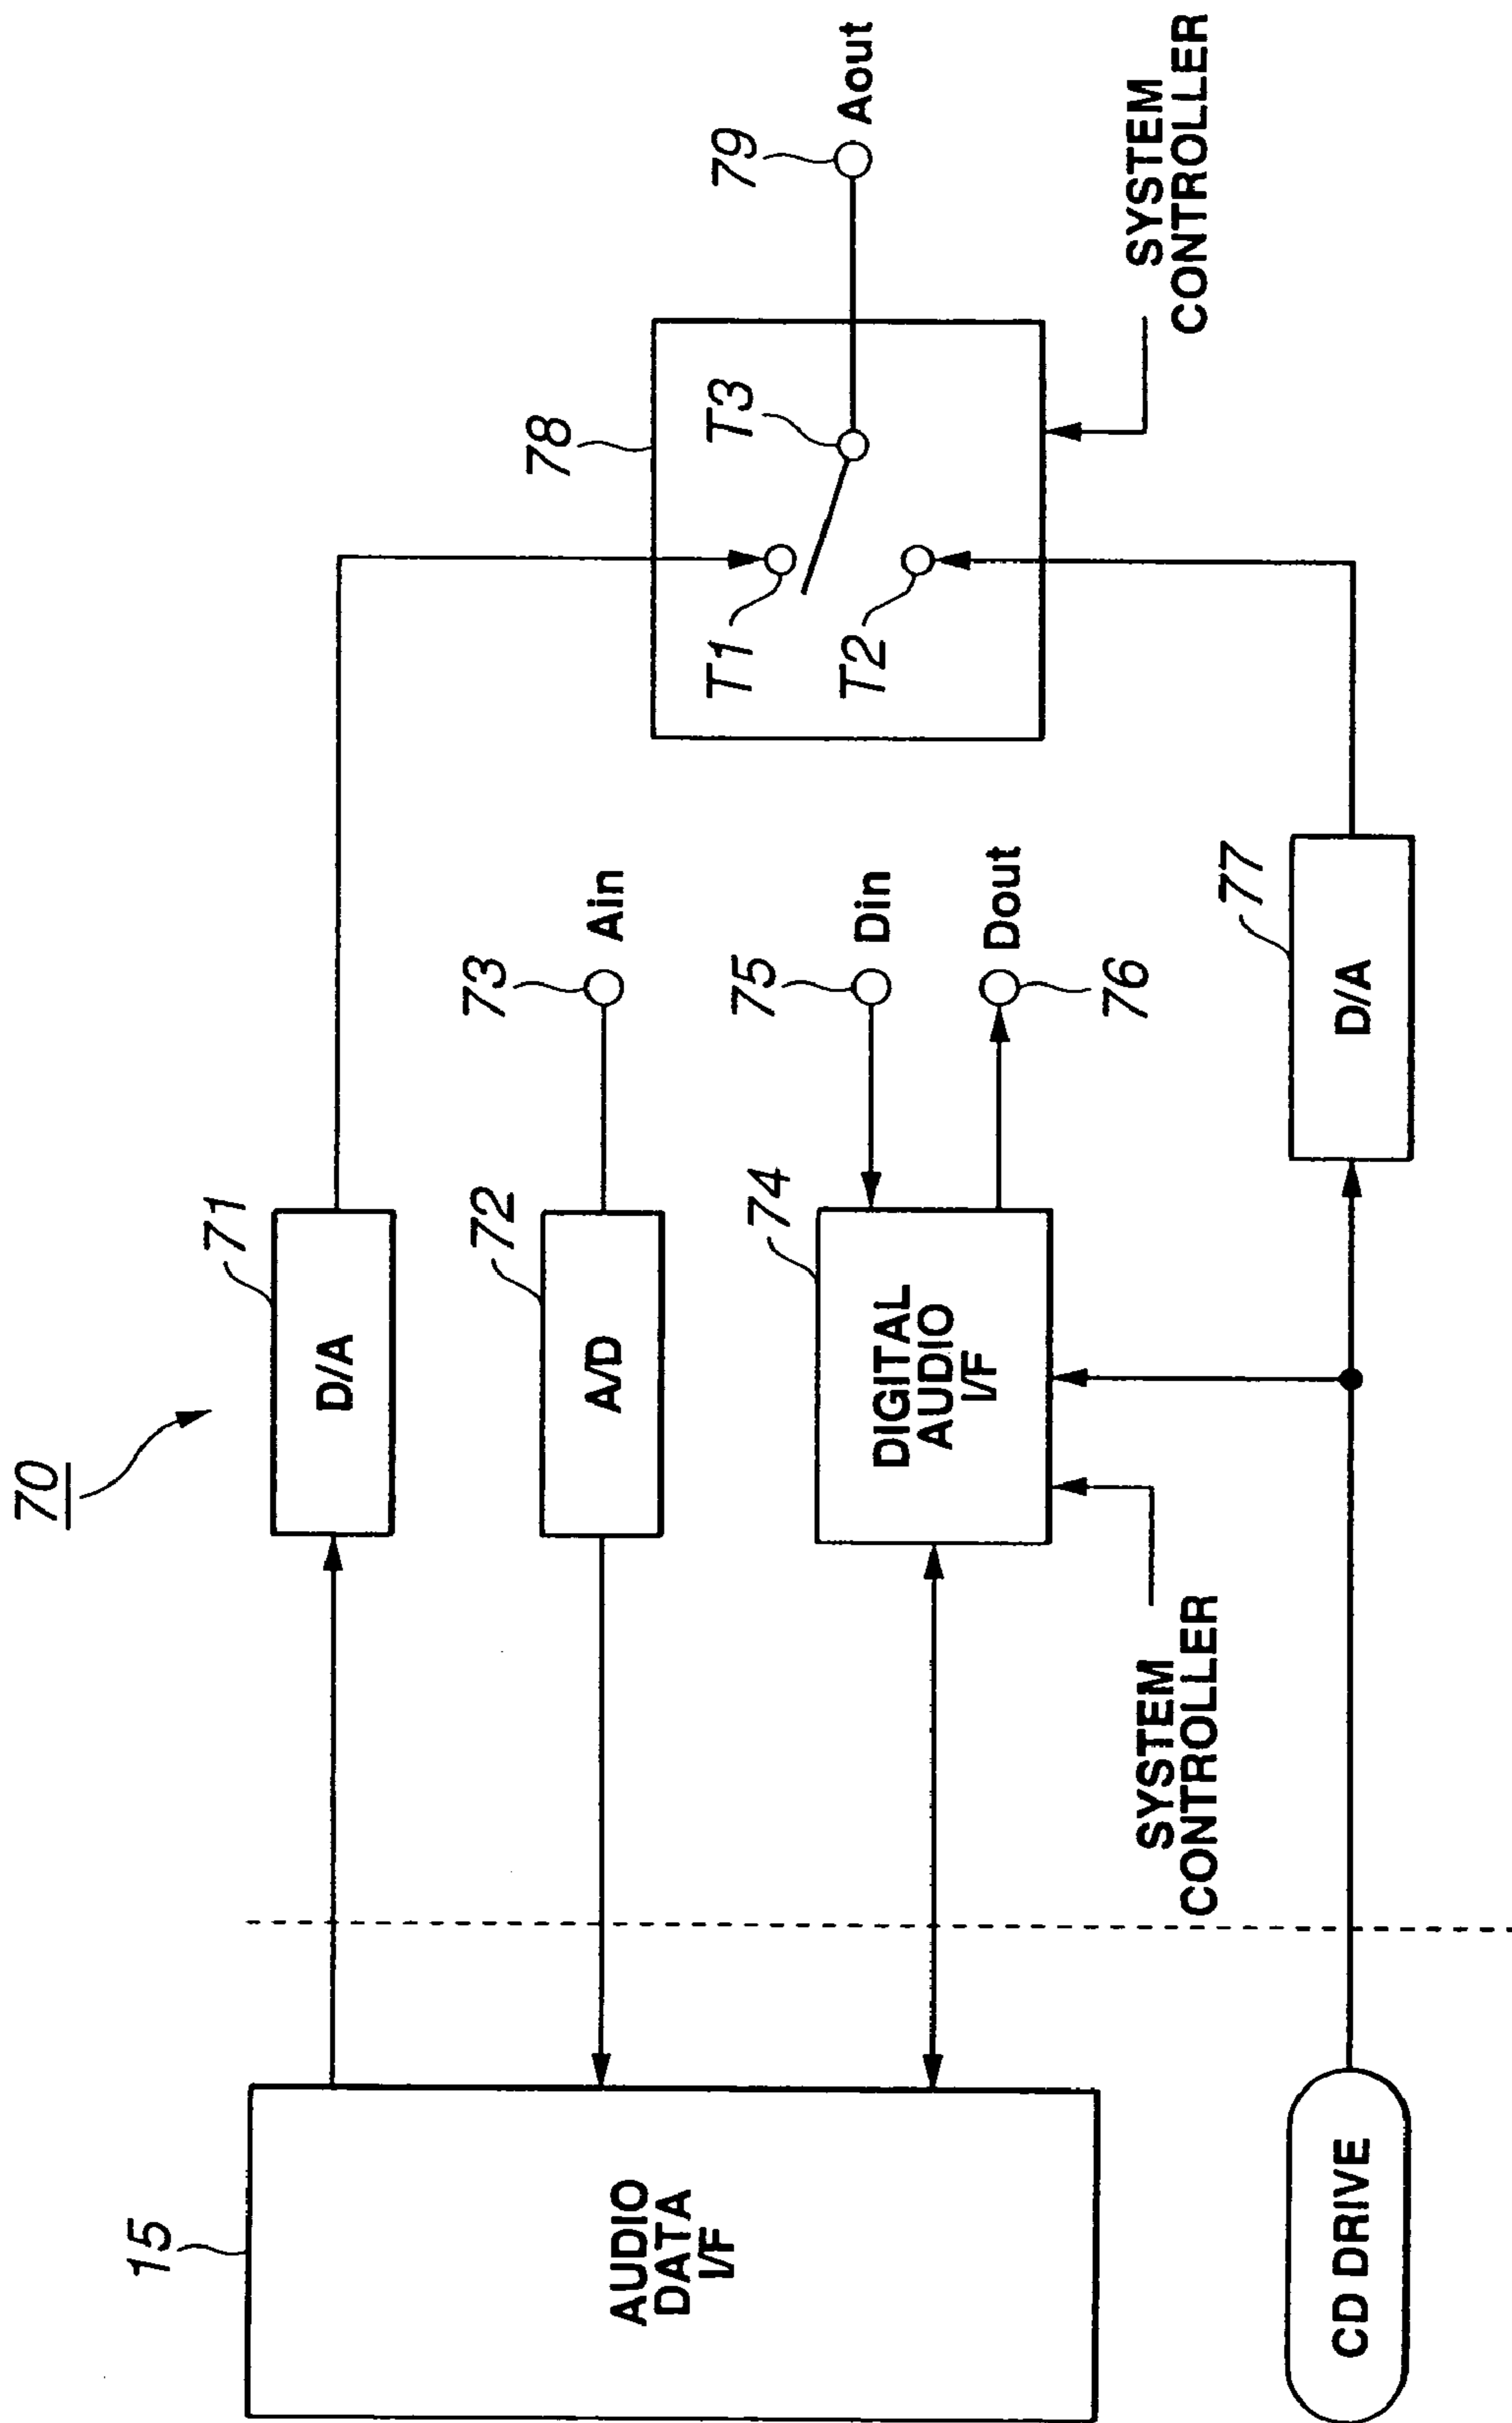 70
15
AUDIO
DATA
I/F
71
D/A
72
A/D
73
Ain
74
DIGITAL
AUDIO
I/F
75
Din
Dout
76
SYSTEM
CONTROLLER
CD DRIVE
77
D/A
78
T1
T2
T3
79
Aout
SYSTEM
CONTROLLER